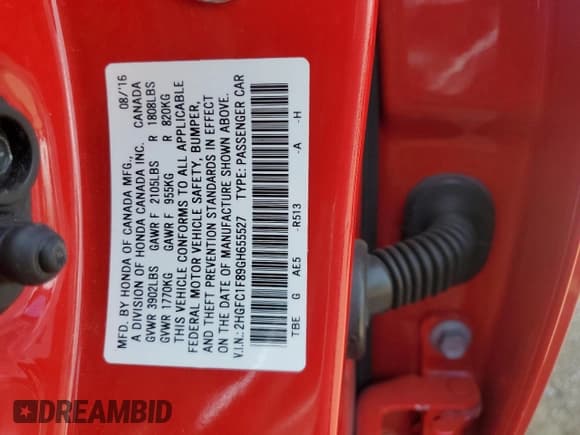 MFD. BY HONDA OF CANADA MFG., 08/'16
A DIVISION OF HONDA CANADA INC. CANADA
GVWR 3902LBS GAWR F 2105LBS R 1808LBS
GVWR 1770KG GAWR F 955KG R 820KG
THIS VEHICLE CONFORMS TO ALL APPLICABLE
FEDERAL MOTOR VEHICLE SAFETY, BUMPER,
AND THEFT PREVENTION STANDARDS IN EFFECT
ON THE DATE OF MANUFACTURE SHOWN ABOVE.
V.I.N.: 2HGFC1F89GH655527 TYPE: PASSENGER CAR
TBE G AE5 -R513 -A -H
DREAMBID